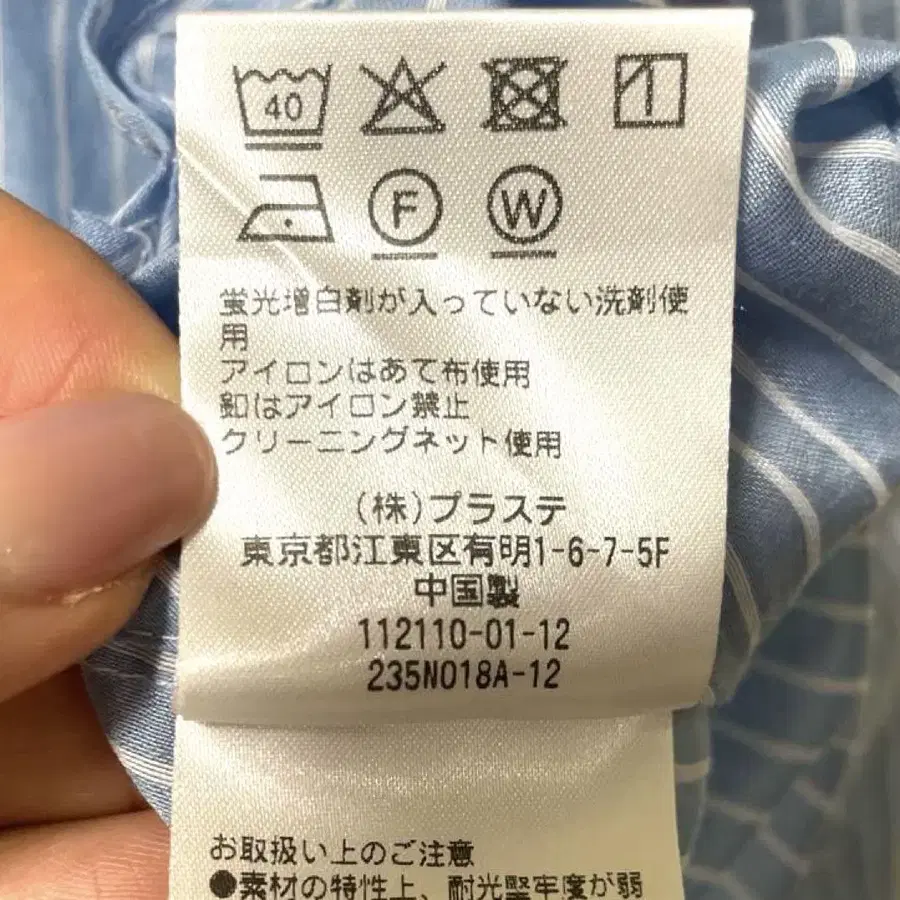 40
F W
蛍光増白剤が入っていない洗剤使
用
アイロンはあて布使用
釦はアイロン禁止
クリーニングネット使用
(株)プラステ
東京都江東区有明1-6-7-5F
中国製
112110-01-12
235N018A-12
お取扱い上のご注意
●素材の特性上、耐光堅牢度が弱